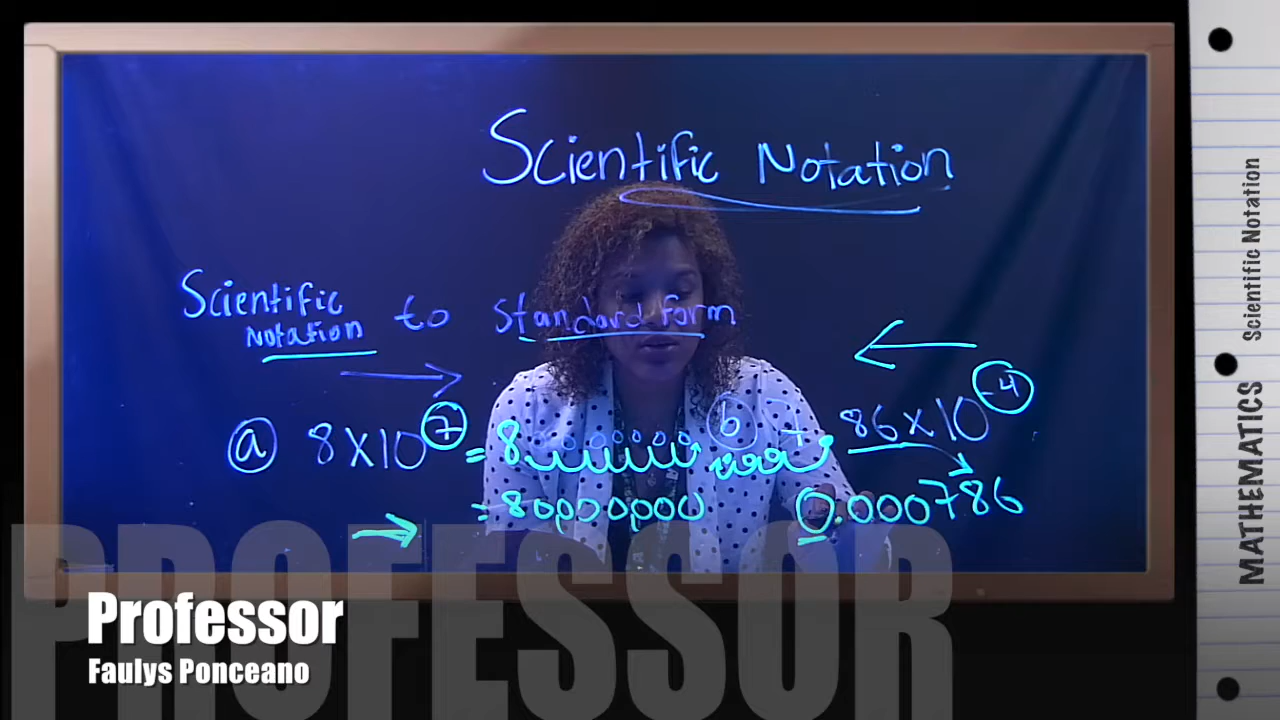 Scientific Notation
Scientific
Notation to standard form
(a) 8x10^7 = 8 0000000
= 80000000
(b) 7.86x10^-4
0.000786
PROFESSOR
Professor
Faulys Ponceano
MATHEMATICS Scientific Notation